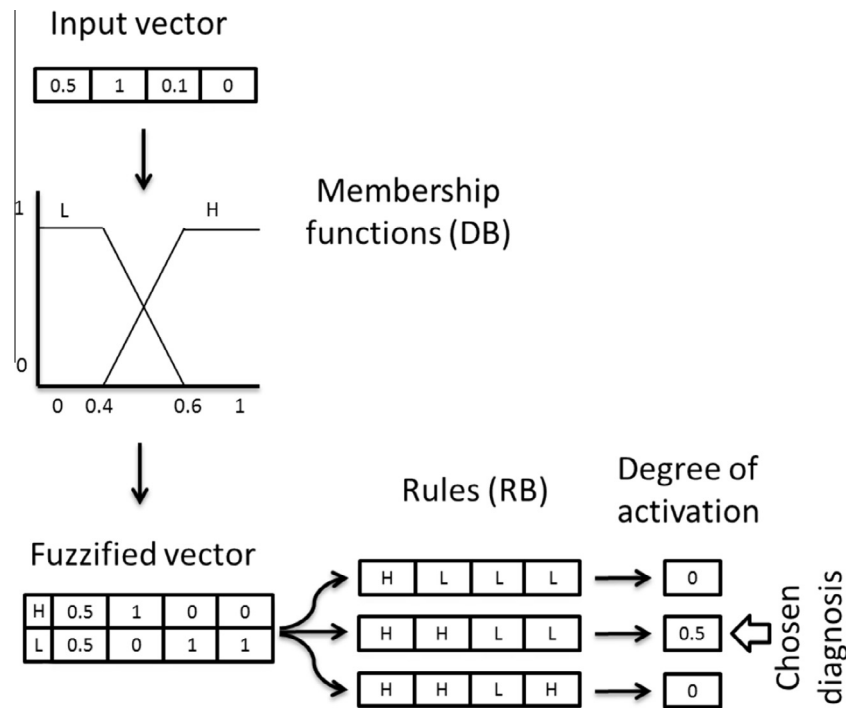 Input vector
0.5 1 0.1 0
Membership
functions (DB)
1 L H
0
0 0.4 0.6 1
Degree of
activation
Rules (RB)
Fuzzified vector
H 0.5 1 0 0
L 0.5 0 1 1
H L L L 0
H H L L 0.5
H H L H 0
Chosen
diagnosis